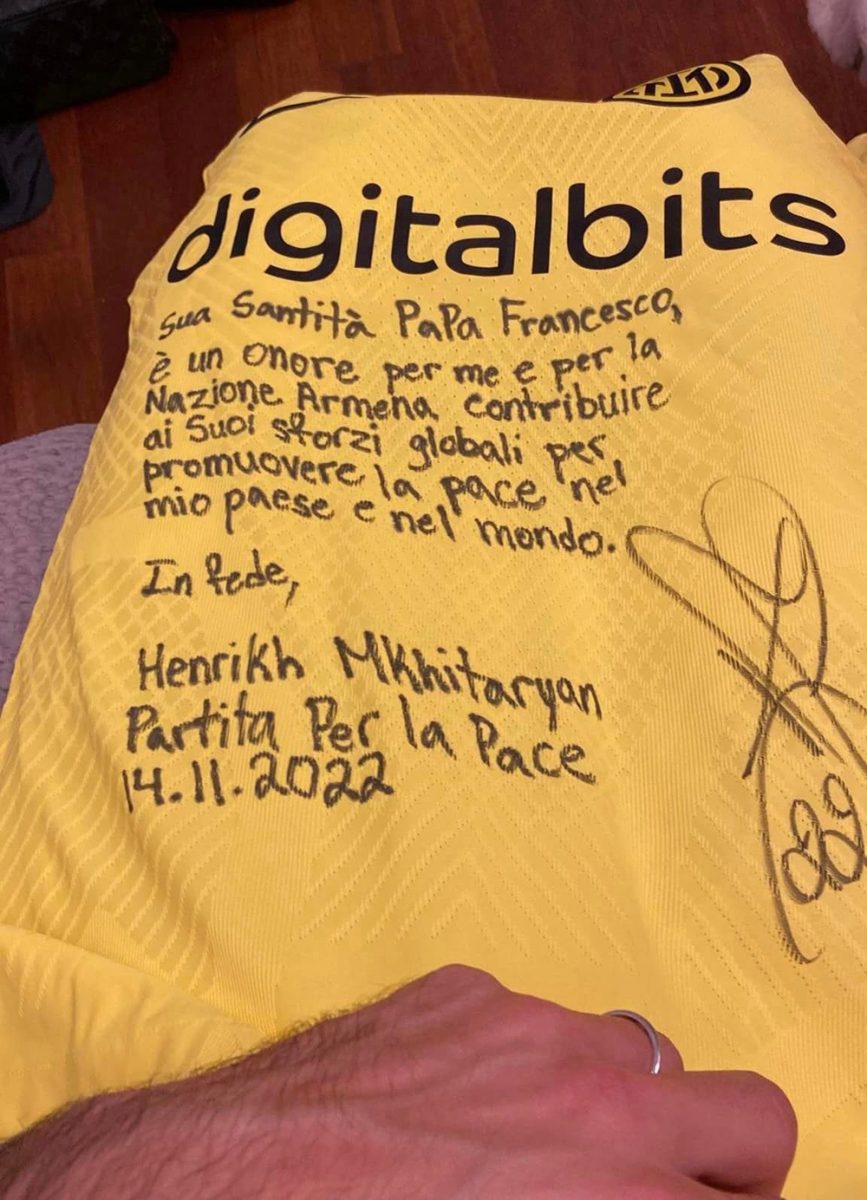 digitalbits
Sua Santità Papa Francesco,
è un onore per me e per la
Nazione Armena contribuire
ai Suoi sforzi globali per
promuovere la pace nel
mio paese e nel mondo.
In fede,
Henrikh Mkhitaryan
Partita Per la Pace
14.11.2022